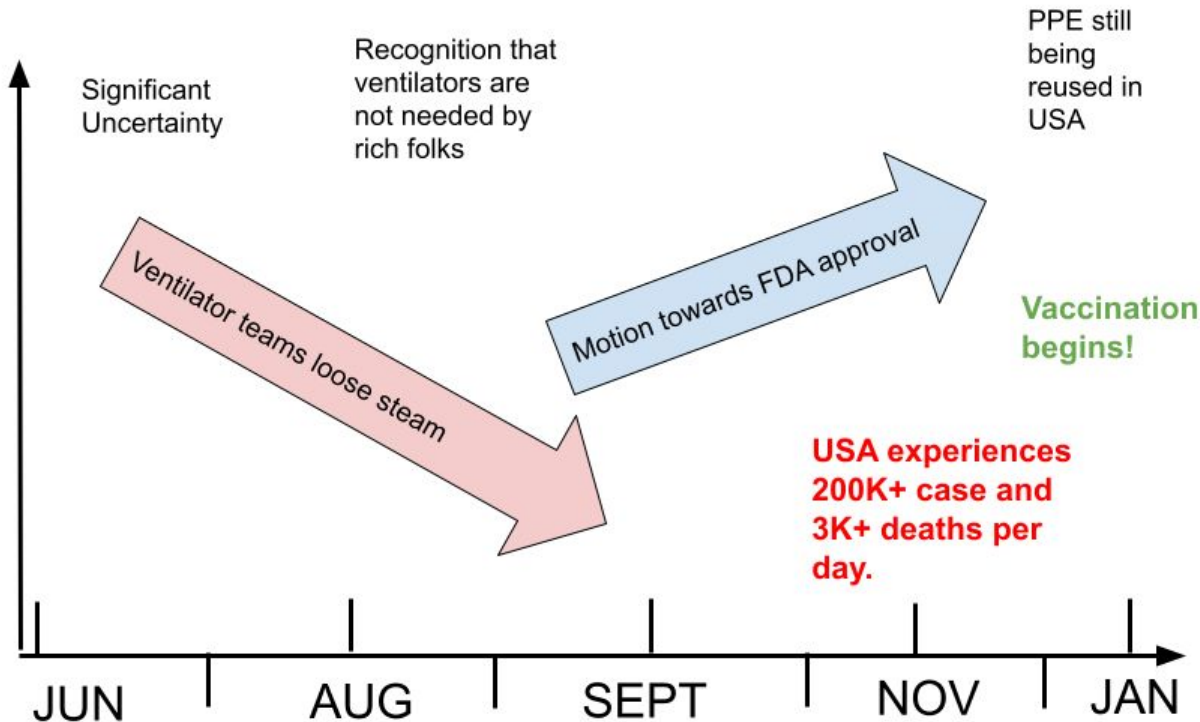 Significant
Uncertainty
Recognition that
ventilators are
not needed by
rich folks
PPE still
being
reused in
USA
Ventilator teams loose steam
Motion towards FDA approval
Vaccination
begins!
USA experiences
200K+ case and
3K+ deaths per
day.
JUN
AUG
SEPT
NOV
JAN